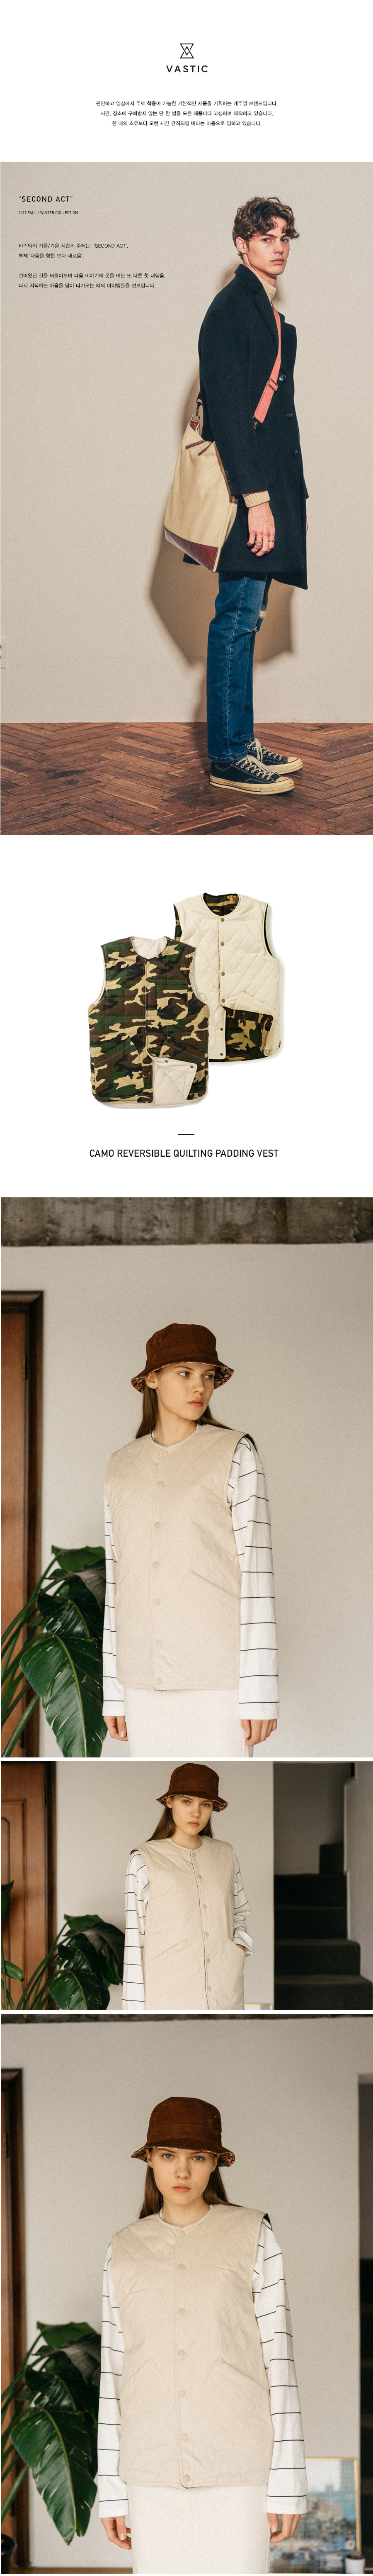 VASTIC
편안하고 일상에서 주로 착용이 가능한 기본적인 제품을 기획하는 캐주얼 브랜드입니다.
시간, 장소에 구애받지 않는 단 한 벌을 모든 제품마다 고심하며 제작하고 있습니다.
한 해의 소모보다 오랜 시간 간직되길 바라는 마음으로 임하고 있습니다.
"SECOND ACT"
2017 FALL / WINTER COLLECTION
바스틱의 가을/겨울 시즌의 주제는 'SECOND ACT',
부제 '다음을 향한 보다 새로움'.
걸어왔던 길을 되돌아보며 다음 이야기의 문을 여는 또 다른 첫 내딛음.
다시 시작하는 마음을 담아 다가오는 해의 아이템들을 선보입니다.
CAMO REVERSIBLE QUILTING PADDING VEST